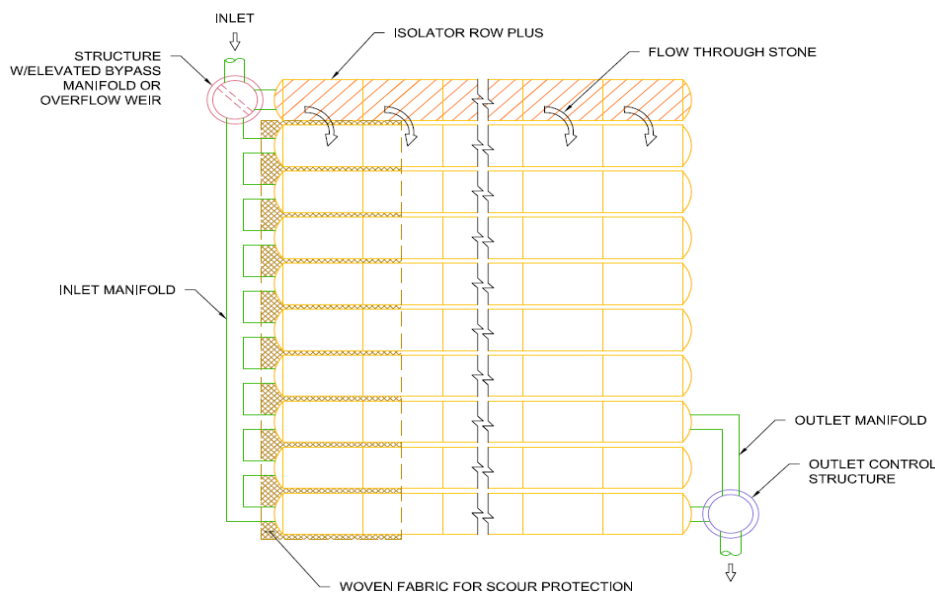 INLET
ISOLATOR ROW PLUS
STRUCTURE
W/ELEVATED BYPASS
MANIFOLD OR
OVERFLOW WEIR
FLOW THROUGH STONE
INLET MANIFOLD
OUTLET MANIFOLD
OUTLET CONTROL
STRUCTURE
WOVEN FABRIC FOR SCOUR PROTECTION